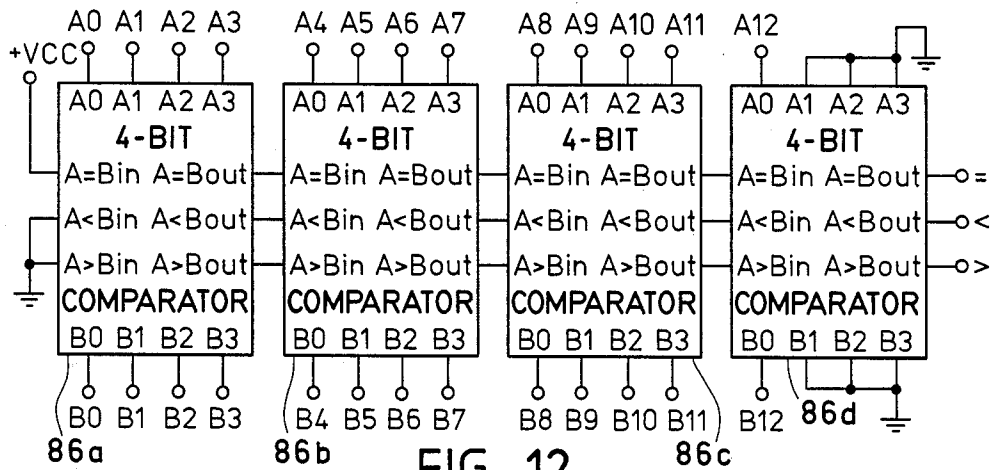 A0 A1 A2 A3 A4 A5 A6 A7 A8 A9 A10 A11 A12
+VCC
A0 A1 A2 A3 A0 A1 A2 A3 A0 A1 A2 A3 A0 A1 A2 A3
4-BIT 4-BIT 4-BIT 4-BIT
A=Bin A=Bout A=Bin A=Bout A=Bin A=Bout A=Bin A=Bout =
A<Bin A<Bout A<Bin A<Bout A<Bin A<Bout A<Bin A<Bout <
A>Bin A>Bout A>Bin A>Bout A>Bin A>Bout A>Bin A>Bout >
COMPARATOR COMPARATOR COMPARATOR COMPARATOR
B0 B1 B2 B3 B0 B1 B2 B3 B0 B1 B2 B3 B0 B1 B2 B3
B0 B1 B2 B3 B4 B5 B6 B7 B8 B9 B10 B11 B12 86d
86a 86b 86c
FIG. 12